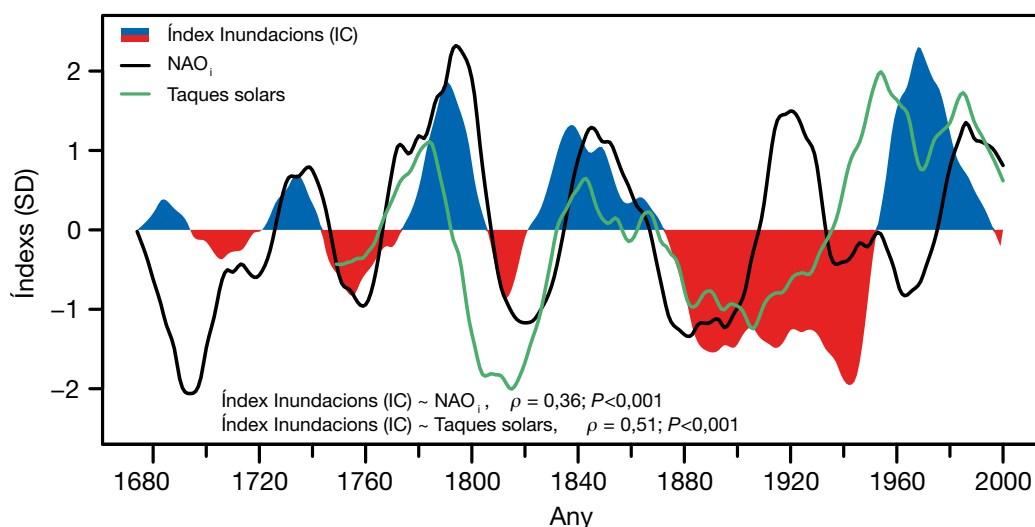 Índex Inundacions (IC)
NAO i
Taques solars
Índexs (SD)
2
1
0
−1
−2
Índex Inundacions (IC) ~ NAO i , ρ = 0,36; P<0,001
Índex Inundacions (IC) ~ Taques solars, ρ = 0,51; P<0,001
1680 1720 1760 1800 1840 1880 1920 1960 2000
Any